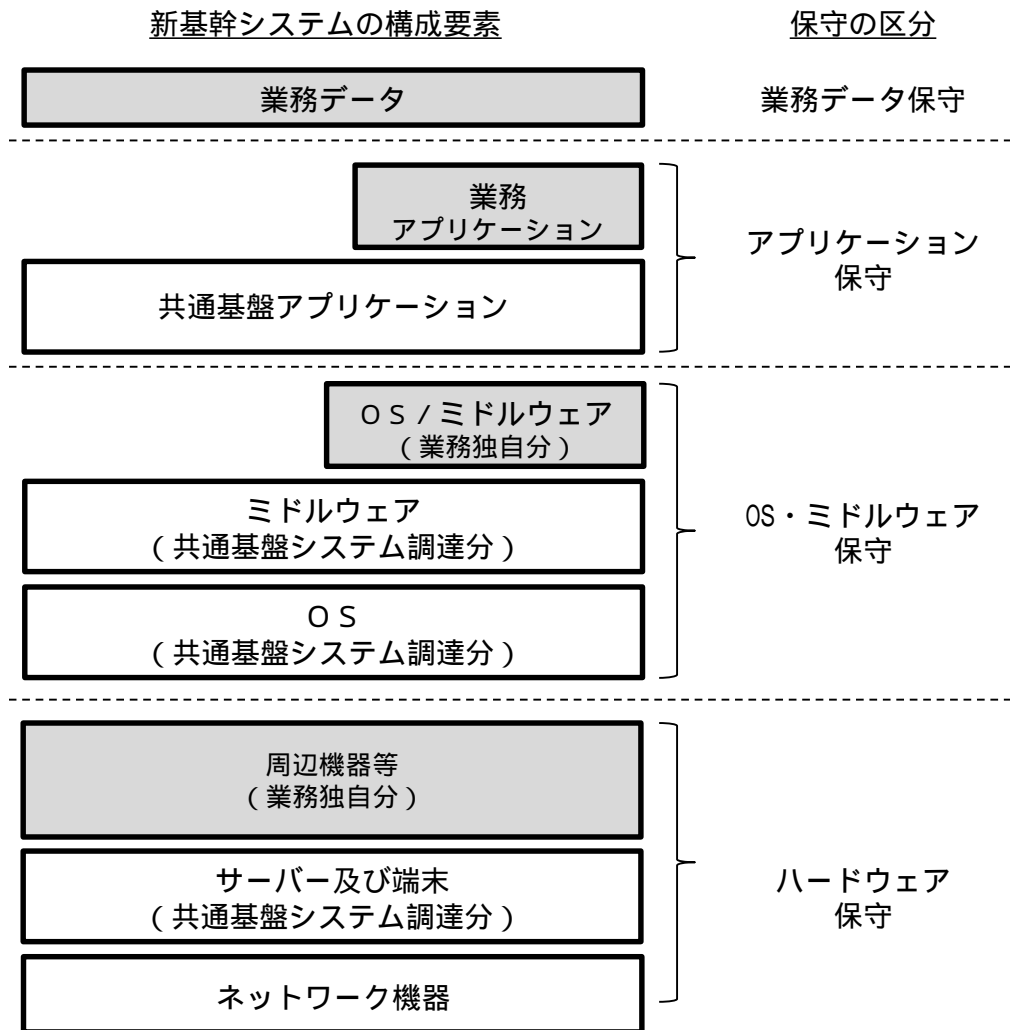 新基幹システムの構成要素
保守の区分
業務データ
業務データ保守
業務
アプリケーション
共通基盤アプリケーション
アプリケーション
保守
ＯＳ／ミドルウェア
（業務独自分）
ミドルウェア
（共通基盤システム調達分）
ＯＳ
（共通基盤システム調達分）
OS・ミドルウェア
保守
周辺機器等
（業務独自分）
サーバー及び端末
（共通基盤システム調達分）
ネットワーク機器
ハードウェア
保守